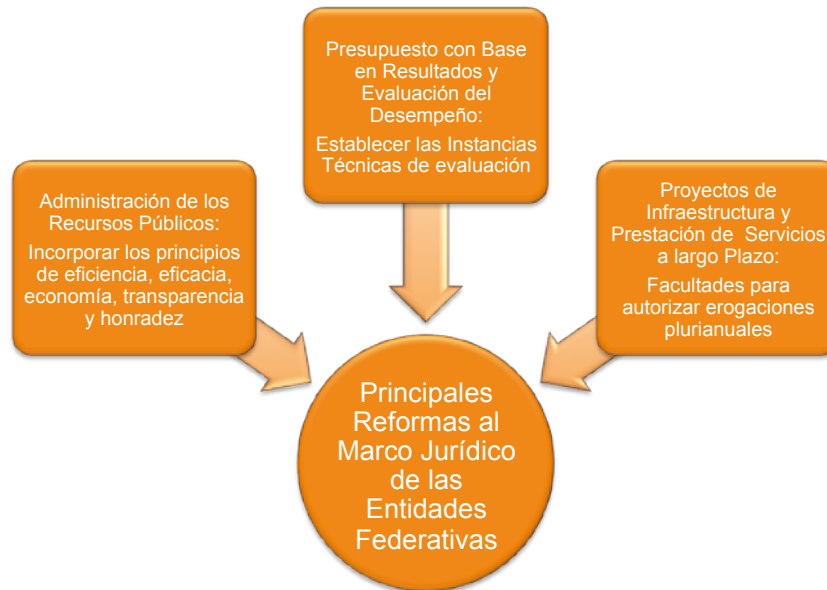 Presupuesto con Base
en Resultados y
Evaluación del
Desempeño:
Establecer las Instancias
Técnicas de evaluación
Administración de los
Recursos Públicos:
Incorporar los principios
de eficiencia, eficacia,
economía, transparencia
y honradez
Proyectos de
Infraestructura y
Prestación de Servicios
a largo Plazo:
Facultades para
autorizar erogaciones
plurianuales
Principales
Reformas al
Marco Jurídico
de las
Entidades
Federativas